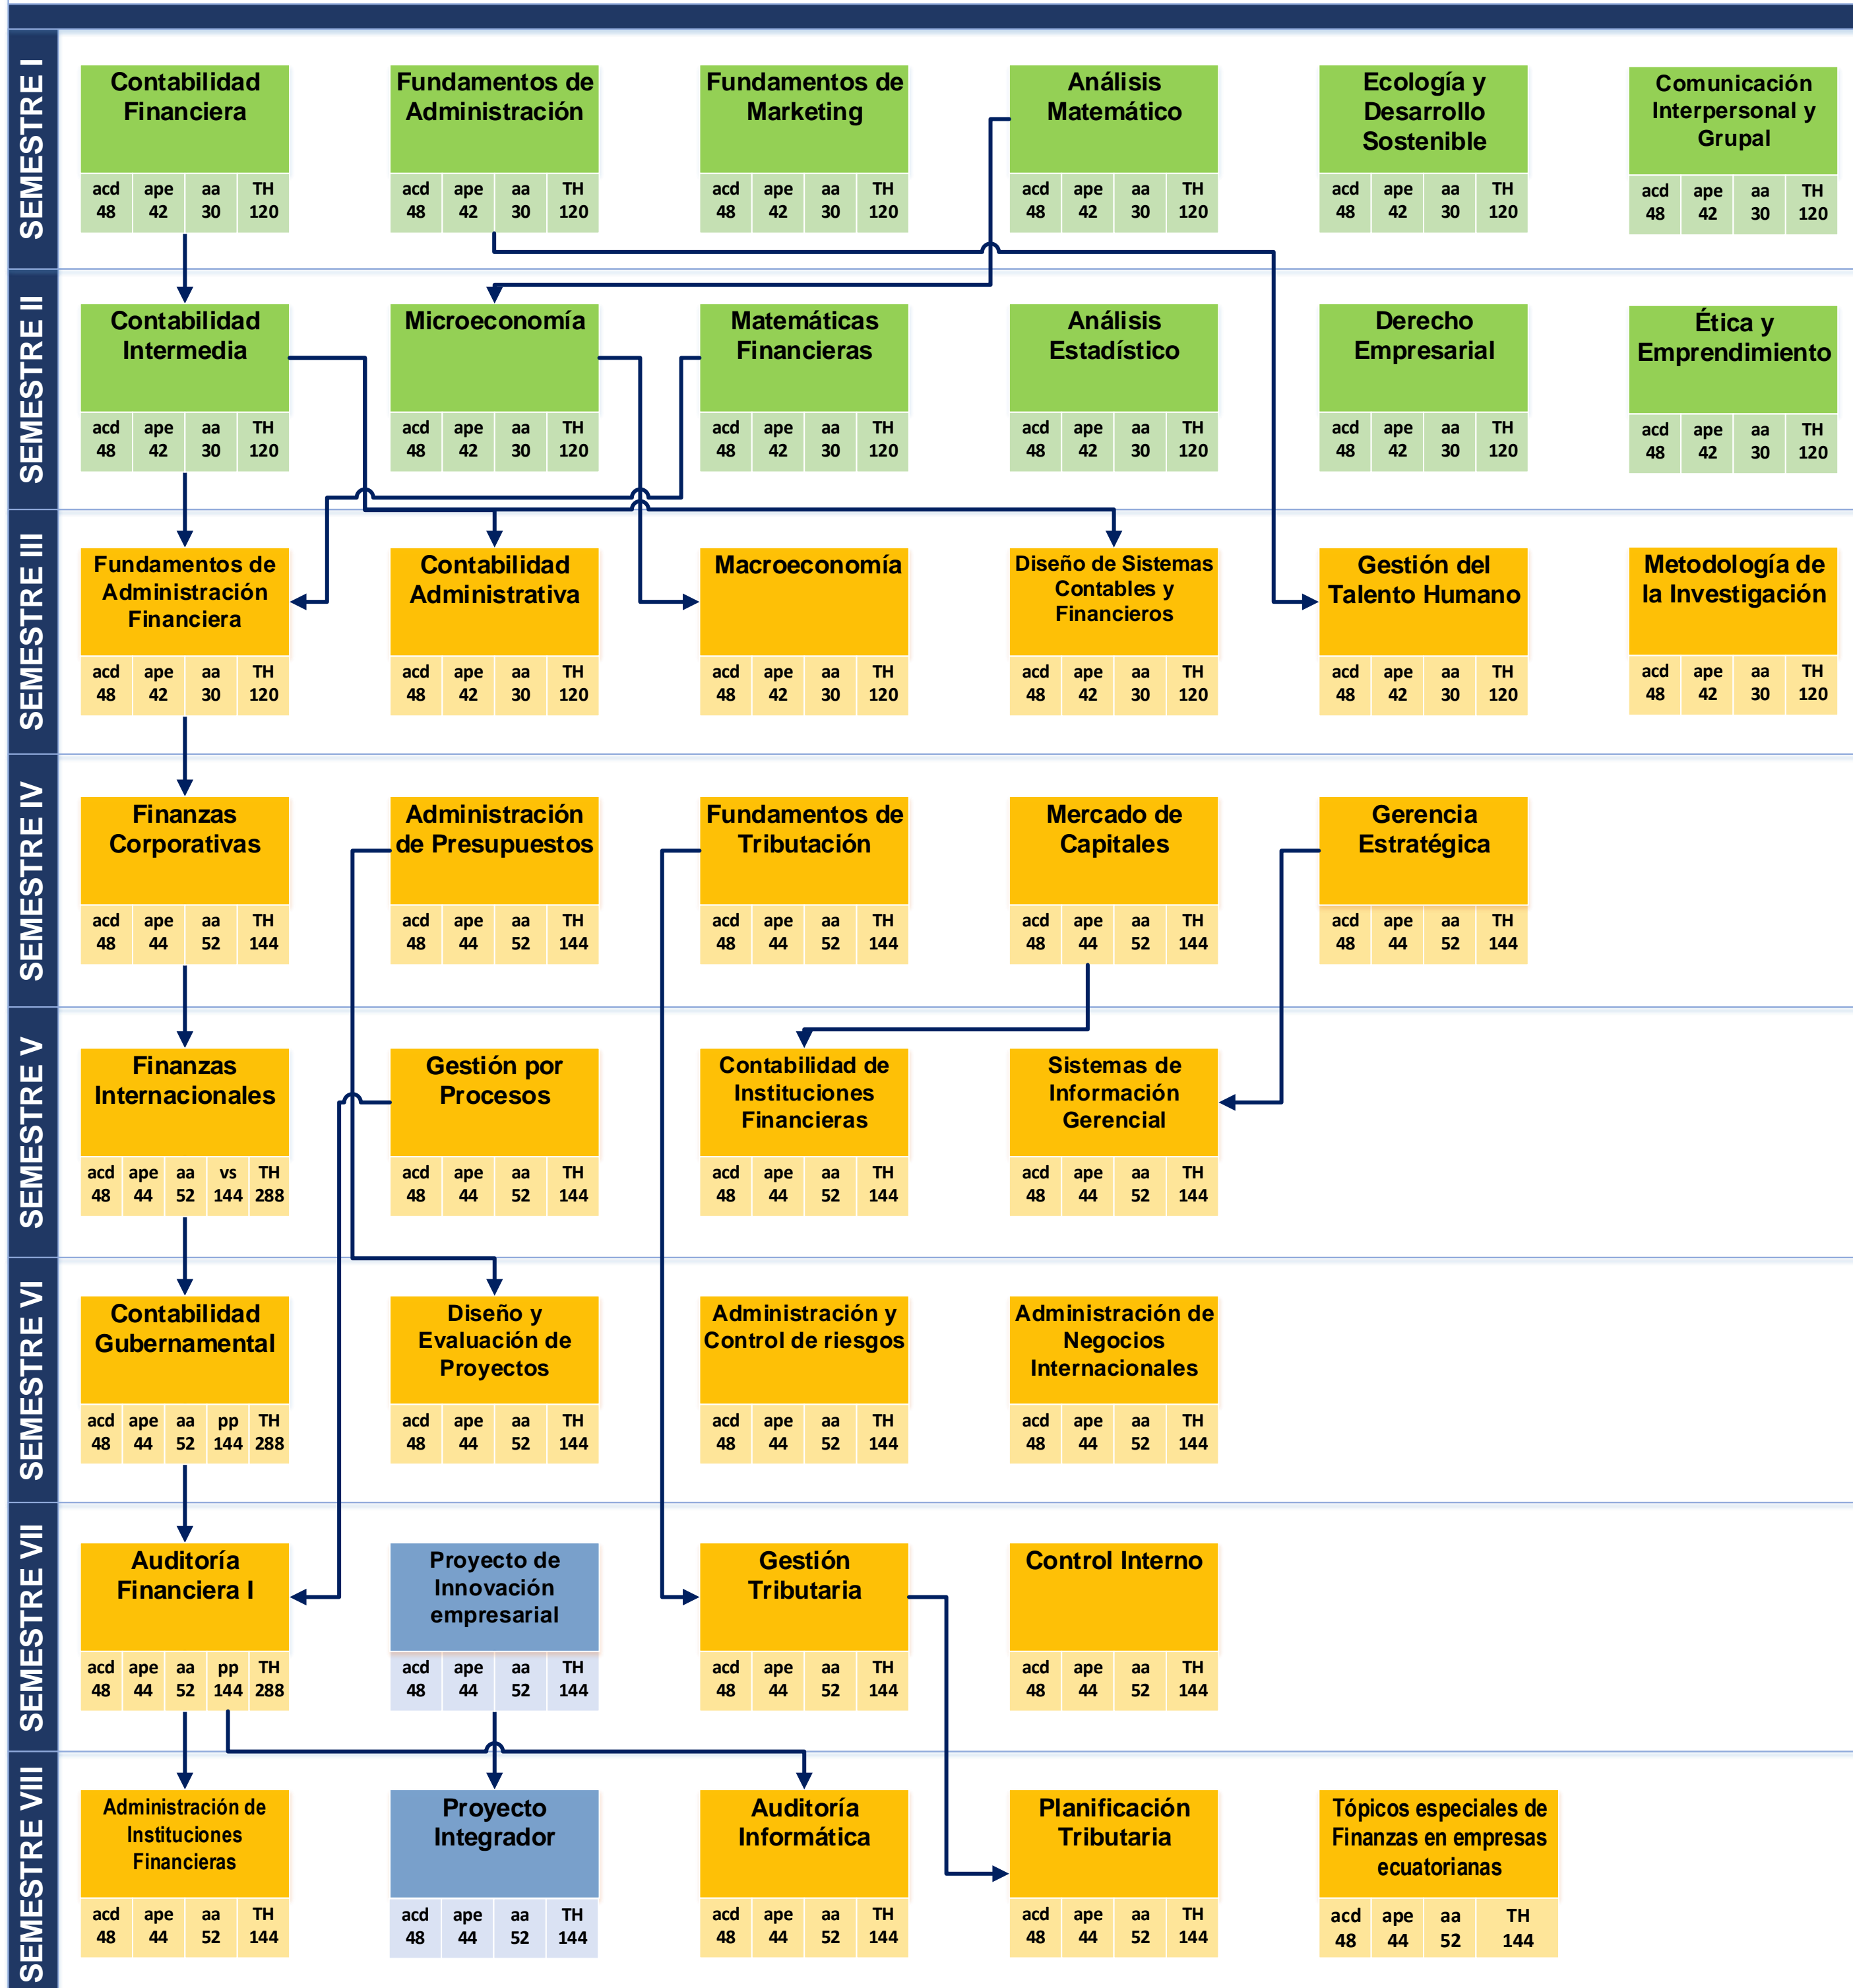 SEMESTRE I
Contabilidad
Financiera
acd ape aa TH
48 42 30 120
Fundamentos de
Administración
acd ape aa TH
48 42 30 120
Fundamentos de
Marketing
acd ape aa TH
48 42 30 120
Análisis
Matemático
acd ape aa TH
48 42 30 120
Ecología y
Desarrollo
Sostenible
acd ape aa TH
48 42 30 120
Comunicación
Interpersonal y
Grupal
acd ape aa TH
48 42 30 120
SEMESTRE II
Contabilidad
Intermedia
acd ape aa TH
48 42 30 120
Microeconomía
acd ape aa TH
48 42 30 120
Matemáticas
Financieras
acd ape aa TH
48 42 30 120
Análisis
Estadístico
acd ape aa TH
48 42 30 120
Derecho
Empresarial
acd ape aa TH
48 42 30 120
Ética y
Emprendimiento
acd ape aa TH
48 42 30 120
SEMESTRE III
Fundamentos de
Administración
Financiera
acd ape aa TH
48 42 30 120
Contabilidad
Administrativa
acd ape aa TH
48 42 30 120
Macroeconomía
acd ape aa TH
48 42 30 120
Diseño de Sistemas
Contables y
Financieros
acd ape aa TH
48 42 30 120
Gestión del
Talento Humano
acd ape aa TH
48 42 30 120
Metodología de
la Investigación
acd ape aa TH
48 42 30 120
SEMESTRE IV
Finanzas
Corporativas
acd ape aa TH
48 44 52 144
Administración
de Presupuestos
acd ape aa TH
48 44 52 144
Fundamentos de
Tributación
acd ape aa TH
48 44 52 144
Mercado de
Capitales
acd ape aa TH
48 44 52 144
Gerencia
Estratégica
acd ape aa TH
48 44 52 144
SEMESTRE V
Finanzas
Internacionales
acd ape aa vs TH
48 44 52 144 288
Gestión por
Procesos
acd ape aa TH
48 44 52 144
Contabilidad de
Instituciones
Financieras
acd ape aa TH
48 44 52 144
Sistemas de
Información
Gerencial
acd ape aa TH
48 44 52 144
SEMESTRE VI
Contabilidad
Gubernamental
acd ape aa pp TH
48 44 52 144 288
Diseño y
Evaluación de
Proyectos
acd ape aa TH
48 44 52 144
Administración y
Control de riesgos
acd ape aa TH
48 44 52 144
Administración de
Negocios
Internacionales
acd ape aa TH
48 44 52 144
SEMESTRE VII
Auditoría
Financiera I
acd ape aa pp TH
48 44 52 144 288
Proyecto de
Innovación
empresarial
acd ape aa TH
48 44 52 144
Gestión
Tributaria
acd ape aa TH
48 44 52 144
Control Interno
acd ape aa TH
48 44 52 144
SEMESTRE VIII
Administración de
Instituciones
Financieras
acd ape aa TH
48 44 52 144
Proyecto
Integrador
acd ape aa TH
48 44 52 144
Auditoría
Informática
acd ape aa TH
48 44 52 144
Planificación
Tributaria
acd ape aa TH
48 44 52 144
Tópicos especiales de
Finanzas en empresas
ecuatorianas
acd ape aa TH
48 44 52 144